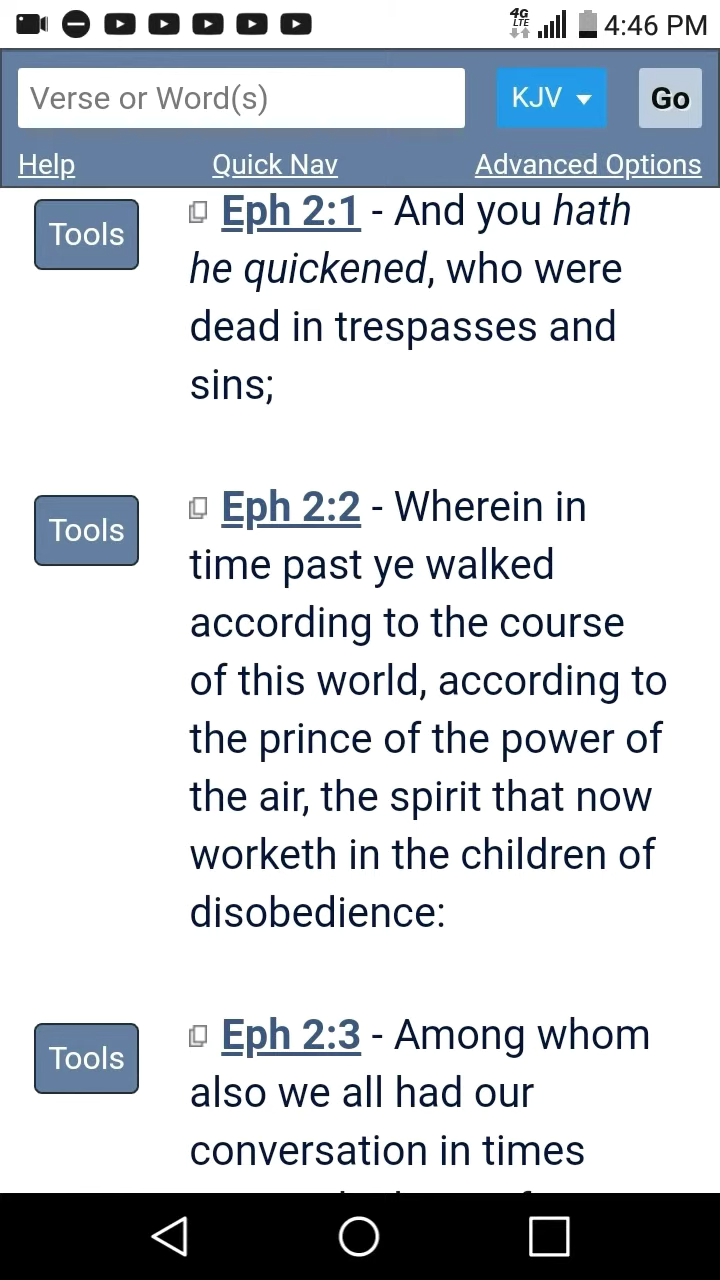 4G
LTE
4:46 PM
Verse or Word(s)
KJV
Go
Help
Quick Nav
Advanced Options
Tools
Eph 2:1 - And you hath
he quickened, who were
dead in trespasses and
sins;
Tools
Eph 2:2 - Wherein in
time past ye walked
according to the course
of this world, according to
the prince of the power of
the air, the spirit that now
worketh in the children of
disobedience:
Tools
Eph 2:3 - Among whom
also we all had our
conversation in times